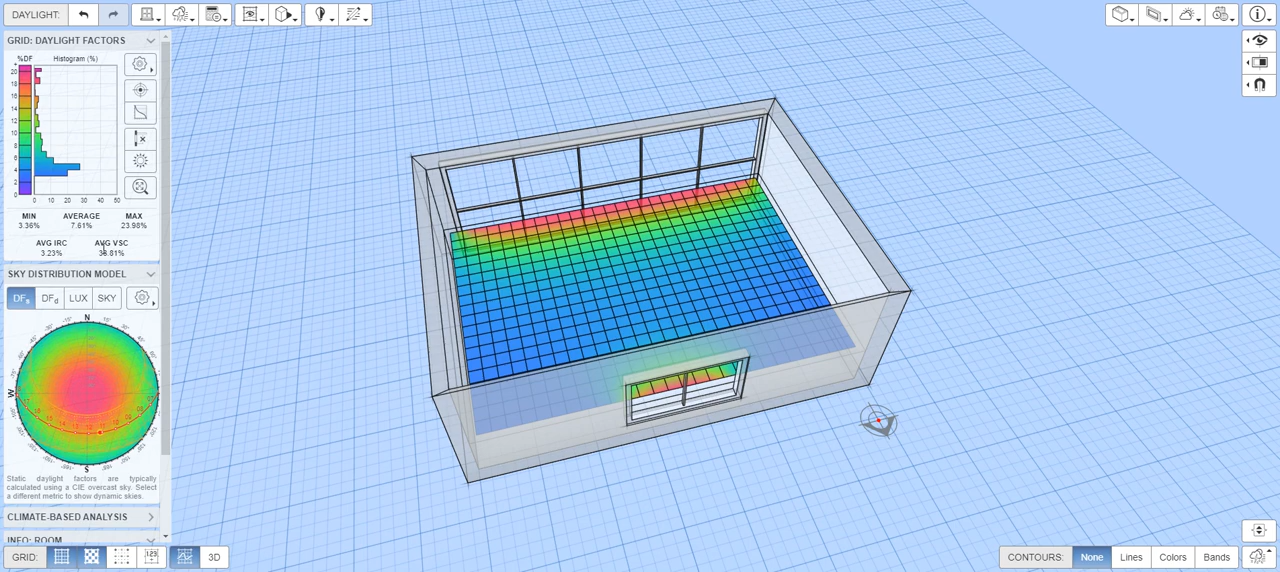 DAYLIGHT:
GRID: DAYLIGHT FACTORS
%DF Histogram (%)
20
18
16
14
12
10
8
6
4
2
0
0 10 20 30 40 50
MIN AVERAGE MAX
3.36% 7.61% 23.98%
AVG IRC AVG VSC
3.23%
SKY DISTRIBUTION MODEL
DFs DFd LUX SKY
N
W
S
Static daylight factors are typically
calculated using a CIE overcast sky. Select
a different metric to show dynamic skies.
CLIMATE-BASED ANALYSIS
INFO: ROOM
GRID: 123 3D
CONTOURS: None Lines Colors Bands